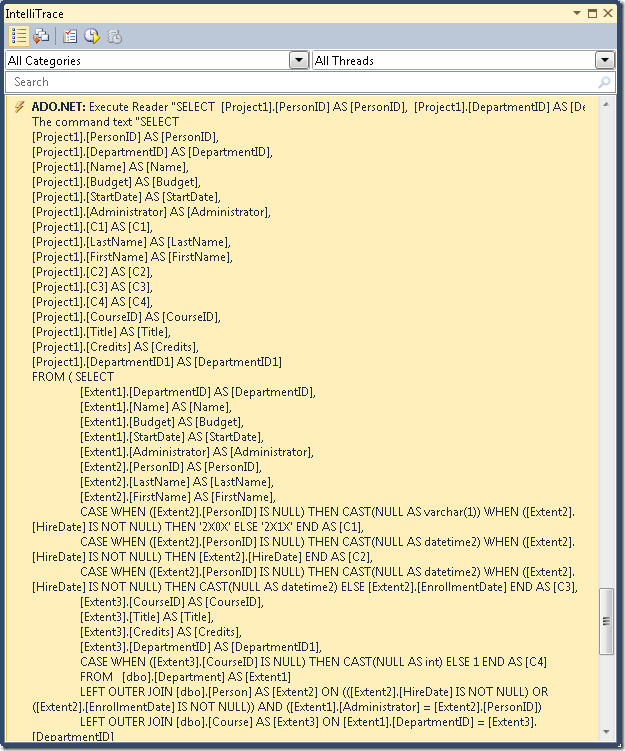 IntelliTrace
All Categories
All Threads
Search
ADO.NET: Execute Reader "SELECT [Project1].[PersonID] AS [PersonID], [Project1].[DepartmentID] AS [De
The command text "SELECT
[Project1].[PersonID] AS [PersonID],
[Project1].[DepartmentID] AS [DepartmentID],
[Project1].[Name] AS [Name],
[Project1].[Budget] AS [Budget],
[Project1].[StartDate] AS [StartDate],
[Project1].[Administrator] AS [Administrator],
[Project1].[C1] AS [C1],
[Project1].[LastName] AS [LastName],
[Project1].[FirstName] AS [FirstName],
[Project1].[C2] AS [C2],
[Project1].[C3] AS [C3],
[Project1].[C4] AS [C4],
[Project1].[CourseID] AS [CourseID],
[Project1].[Title] AS [Title],
[Project1].[Credits] AS [Credits],
[Project1].[DepartmentID1] AS [DepartmentID1]
FROM ( SELECT
[Extent1].[DepartmentID] AS [DepartmentID],
[Extent1].[Name] AS [Name],
[Extent1].[Budget] AS [Budget],
[Extent1].[StartDate] AS [StartDate],
[Extent1].[Administrator] AS [Administrator],
[Extent2].[PersonID] AS [PersonID],
[Extent2].[LastName] AS [LastName],
[Extent2].[FirstName] AS [FirstName],
CASE WHEN ([Extent2].[PersonID] IS NULL) THEN CAST(NULL AS varchar(1)) WHEN ([Extent2].
[HireDate] IS NOT NULL) THEN '2X0X' ELSE '2X1X' END AS [C1],
CASE WHEN ([Extent2].[PersonID] IS NULL) THEN CAST(NULL AS datetime2) WHEN ([Extent2].
[HireDate] IS NOT NULL) THEN [Extent2].[HireDate] END AS [C2],
CASE WHEN ([Extent2].[PersonID] IS NULL) THEN CAST(NULL AS datetime2) WHEN ([Extent2].
[HireDate] IS NOT NULL) THEN CAST(NULL AS datetime2) ELSE [Extent2].[EnrollmentDate] END AS [C3],
[Extent3].[CourseID] AS [CourseID],
[Extent3].[Title] AS [Title],
[Extent3].[Credits] AS [Credits],
[Extent3].[DepartmentID] AS [DepartmentID1],
CASE WHEN ([Extent3].[CourseID] IS NULL) THEN CAST(NULL AS int) ELSE 1 END AS [C4]
FROM [dbo].[Department] AS [Extent1]
LEFT OUTER JOIN [dbo].[Person] AS [Extent2] ON (([Extent2].[HireDate] IS NOT NULL) OR
([Extent2].[EnrollmentDate] IS NOT NULL)) AND ([Extent1].[Administrator] = [Extent2].[PersonID])
LEFT OUTER JOIN [dbo].[Course] AS [Extent3] ON [Extent1].[DepartmentID] = [Extent3].
[DepartmentID]